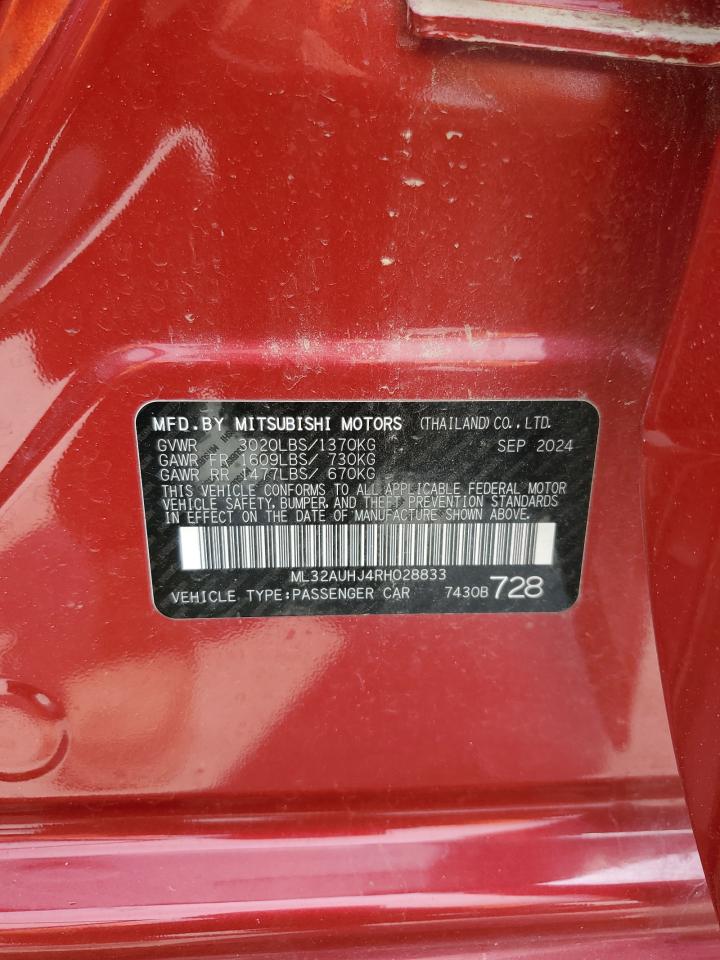 MFD.BY MITSUBISHI MOTORS (THAILAND)CO.,LTD.
GVWR 3020LBS/1370KG SEP 2024
GAWR FR 1609LBS/ 730KG
GAWR RR 1477LBS/ 670KG
THIS VEHICLE CONFORMS TO ALL APPLICABLE FEDERAL MOTOR
VEHICLE SAFETY, BUMPER, AND THEFT PREVENTION STANDARDS
IN EFFECT ON THE DATE OF MANUFACTURE SHOWN ABOVE.
ML32AUHJ4RH028833
VEHICLE TYPE:PASSENGER CAR 7430B 728